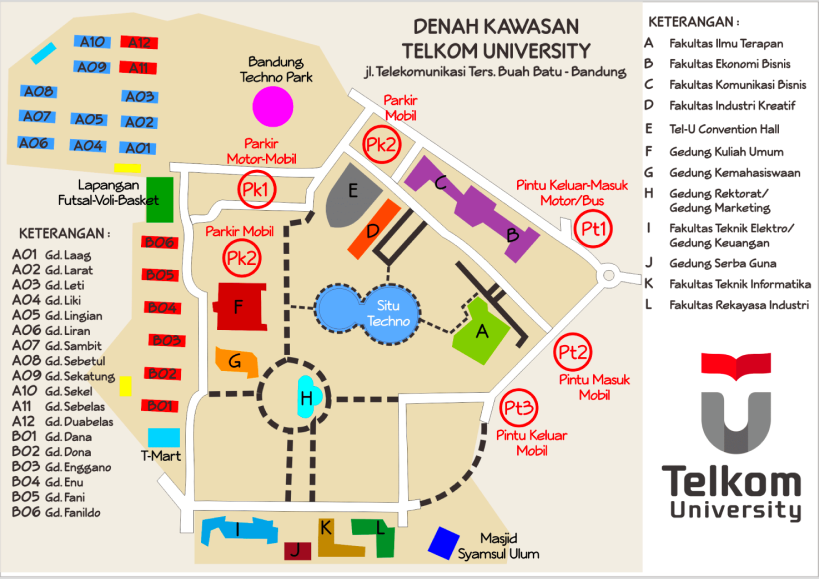 DENAH KAWASAN
TELKOM UNIVERSITY
jl. Telekomunikasi Ters. Buah Batu - Bandung
A10
A12
A09
A11
A08
A03
A07
A05
A02
A06
A04
A01
Bandung
Techno Park
Parkir
Mobil
Pk2
Parkir
Motor-Mobil
Pk1
Lapangan
Futsal-Voli-Basket
Parkir Mobil
Pk2
Pintu Keluar-Masuk
Motor/Bus
Pt1
E
D
C
B
F
G
H
A
Situ
Techno
Pt2
Pintu Masuk
Mobil
Pt3
Pintu Keluar
Mobil
B06
B05
B04
B03
B02
B01
T-Mart
I
J
K
L
Masjid
Syamsul Ulum
KETERANGAN :
A01 Gd. Laag
A02 Gd. Larat
A03 Gd. Leti
A04 Gd. Liki
A05 Gd. Lingian
A06 Gd. Liran
A07 Gd. Sambit
A08 Gd. Sebetul
A09 Gd. Sekatung
A10 Gd. Sekel
A11 Gd. Sebelas
A12 Gd. Duabelas
B01 Gd. Dana
B02 Gd. Dona
B03 Gd. Enggano
B04 Gd. Enu
B05 Gd. Fani
B06 Gd. Fanildo
KETERANGAN :
A Fakultas Ilmu Terapan
B Fakultas Ekonomi Bisnis
C Fakultas Komunikasi Bisnis
D Fakultas Industri Kreatif
E Tel-U Convention Hall
F Gedung Kuliah Umum
G Gedung Kemahasiswaan
H Gedung Rektorat/
Gedung Marketing
I Fakultas Teknik Elektro/
Gedung Keuangan
J Gedung Serba Guna
K Fakultas Teknik Informatika
L Fakultas Rekayasa Industri
Telkom
University